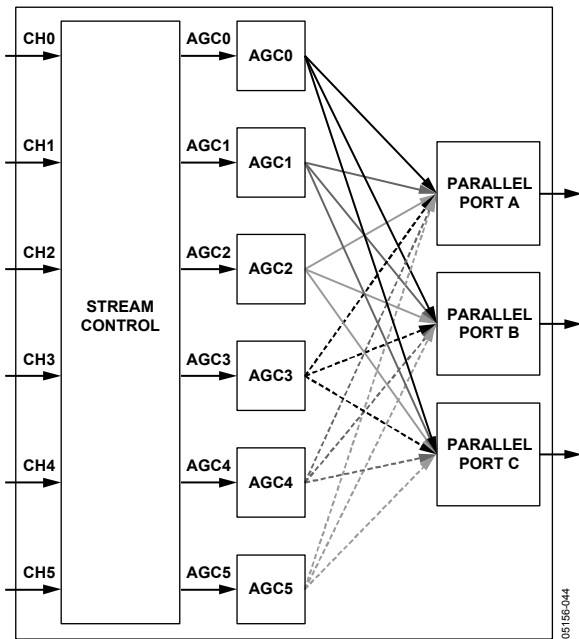 CH0
AGC0
AGC0
CH1
AGC1
AGC1
PARALLEL
PORT A
CH2
AGC2
AGC2
STREAM
CONTROL
PARALLEL
PORT B
CH3
AGC3
AGC3
PARALLEL
PORT C
CH4
AGC4
AGC4
CH5
AGC5
AGC5
05156-044